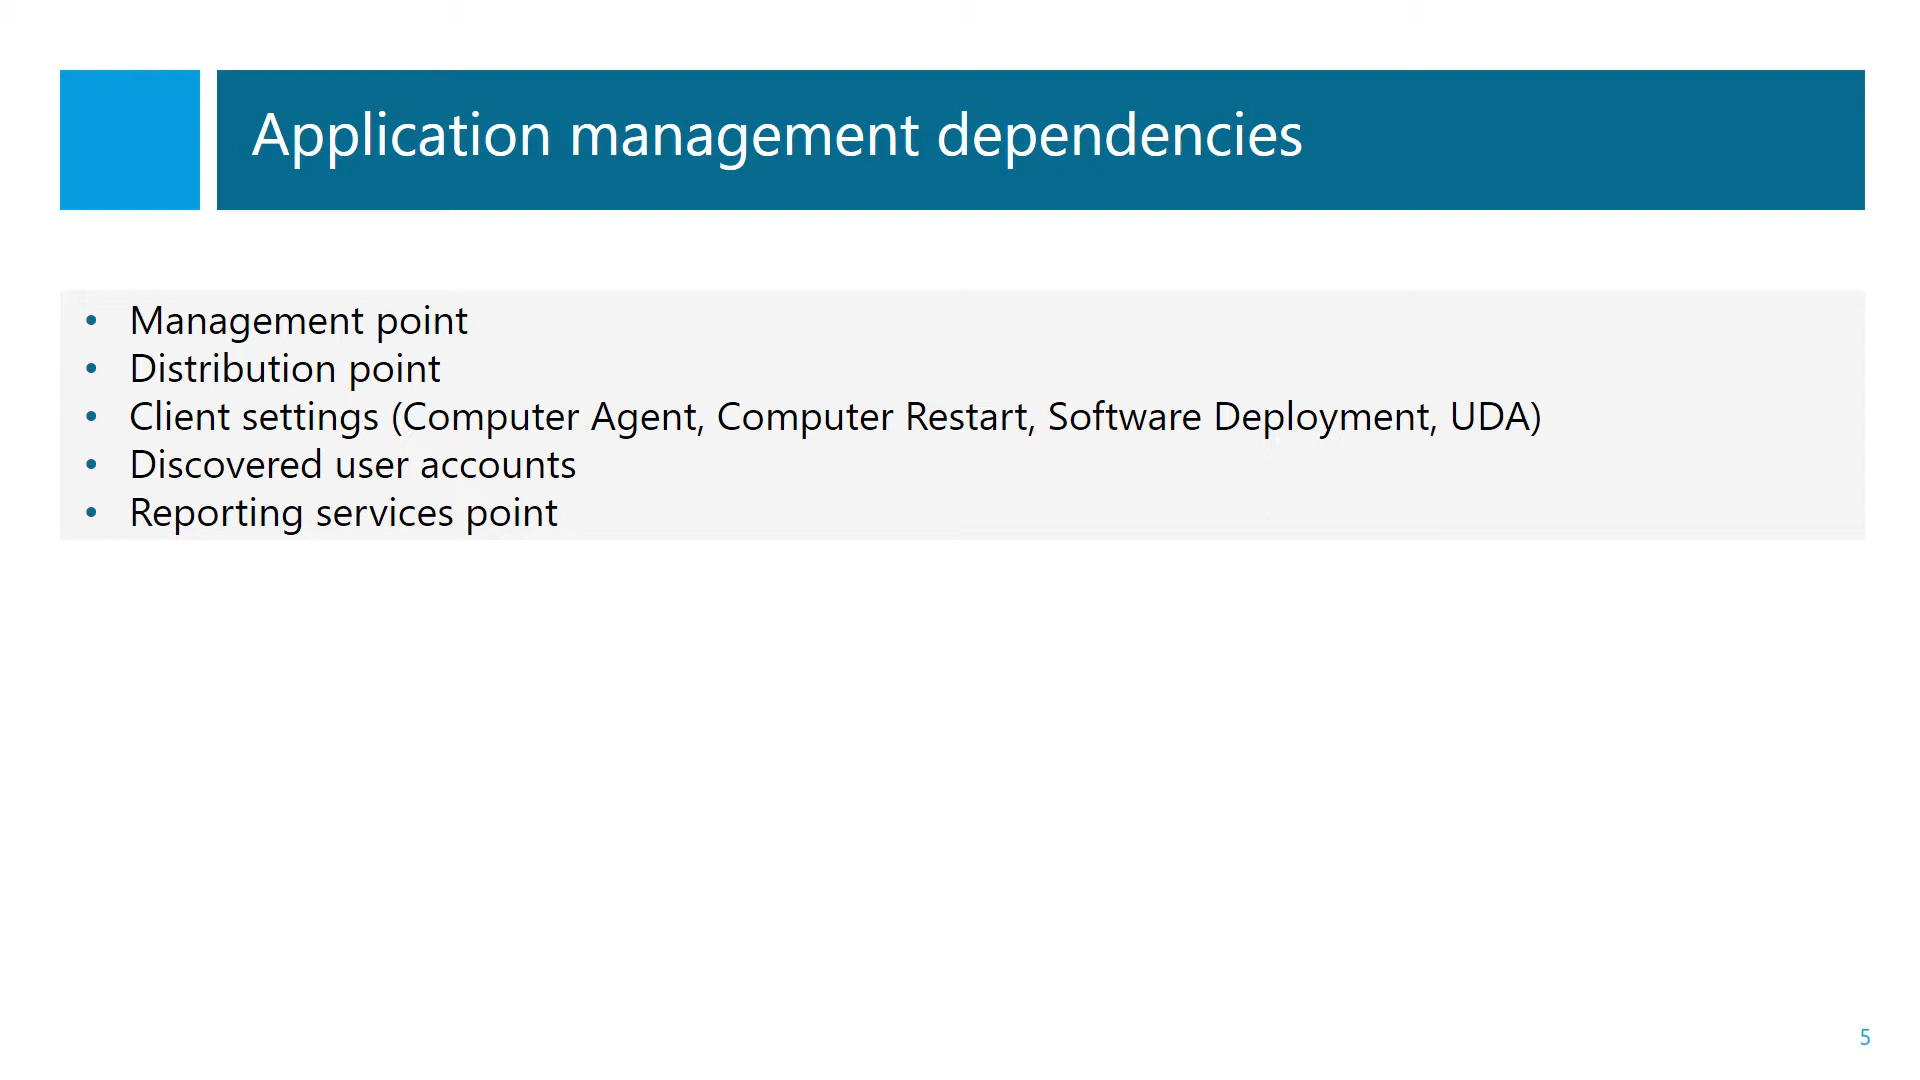 Application management dependencies
• Management point
• Distribution point
• Client settings (Computer Agent, Computer Restart, Software Deployment, UDA)
• Discovered user accounts
• Reporting services point
5